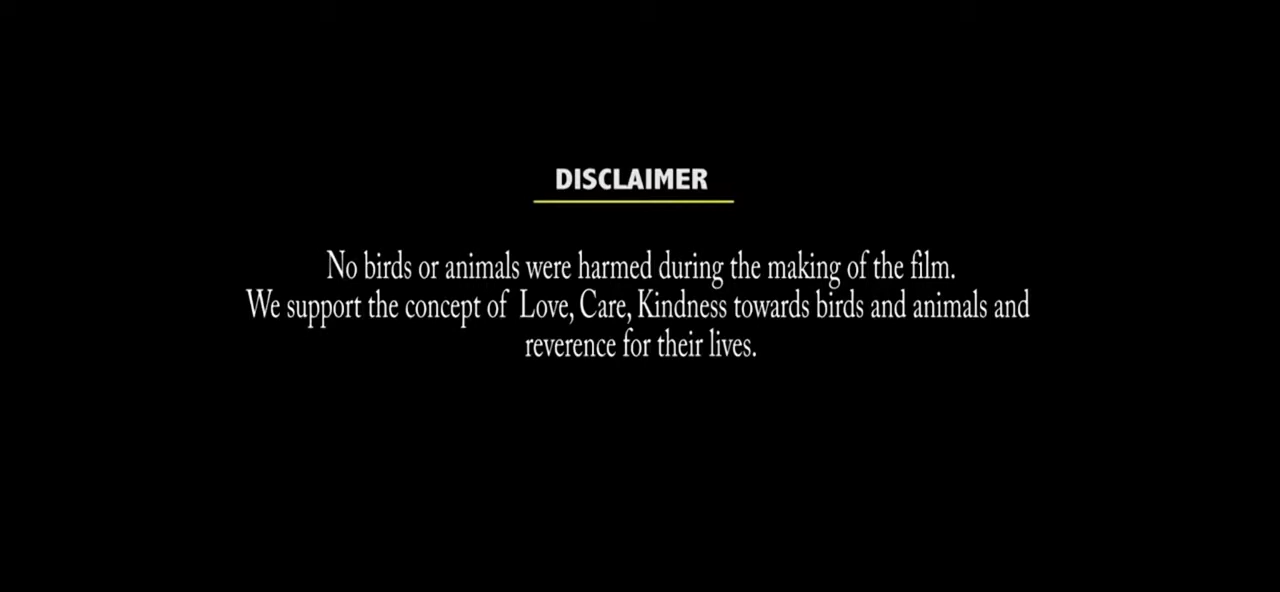 DISCLAIMER
No birds or animals were harmed during the making of the film.
We support the concept of Love, Care, Kindness towards birds and animals and
reverence for their lives.